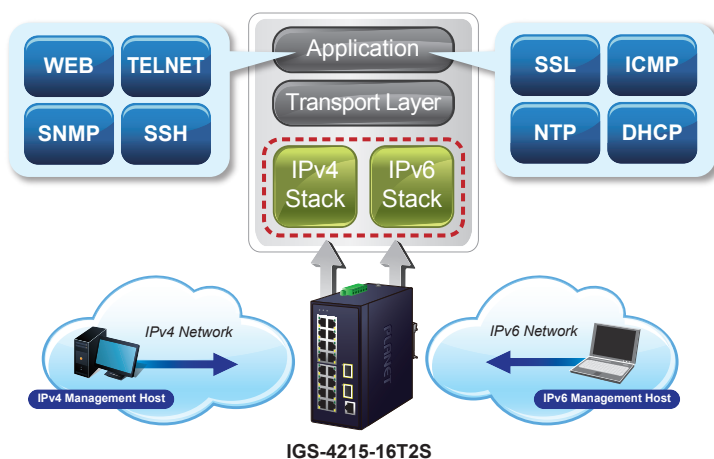 Application
WEB
TELNET
SNMP
SSH
Transport Layer
SSL
ICMP
NTP
DHCP
IPv4
Stack
IPv6
Stack
IPv4 Network
IPv4 Management Host
PLANET
IPv6 Network
IPv6 Management Host
IGS-4215-16T2S